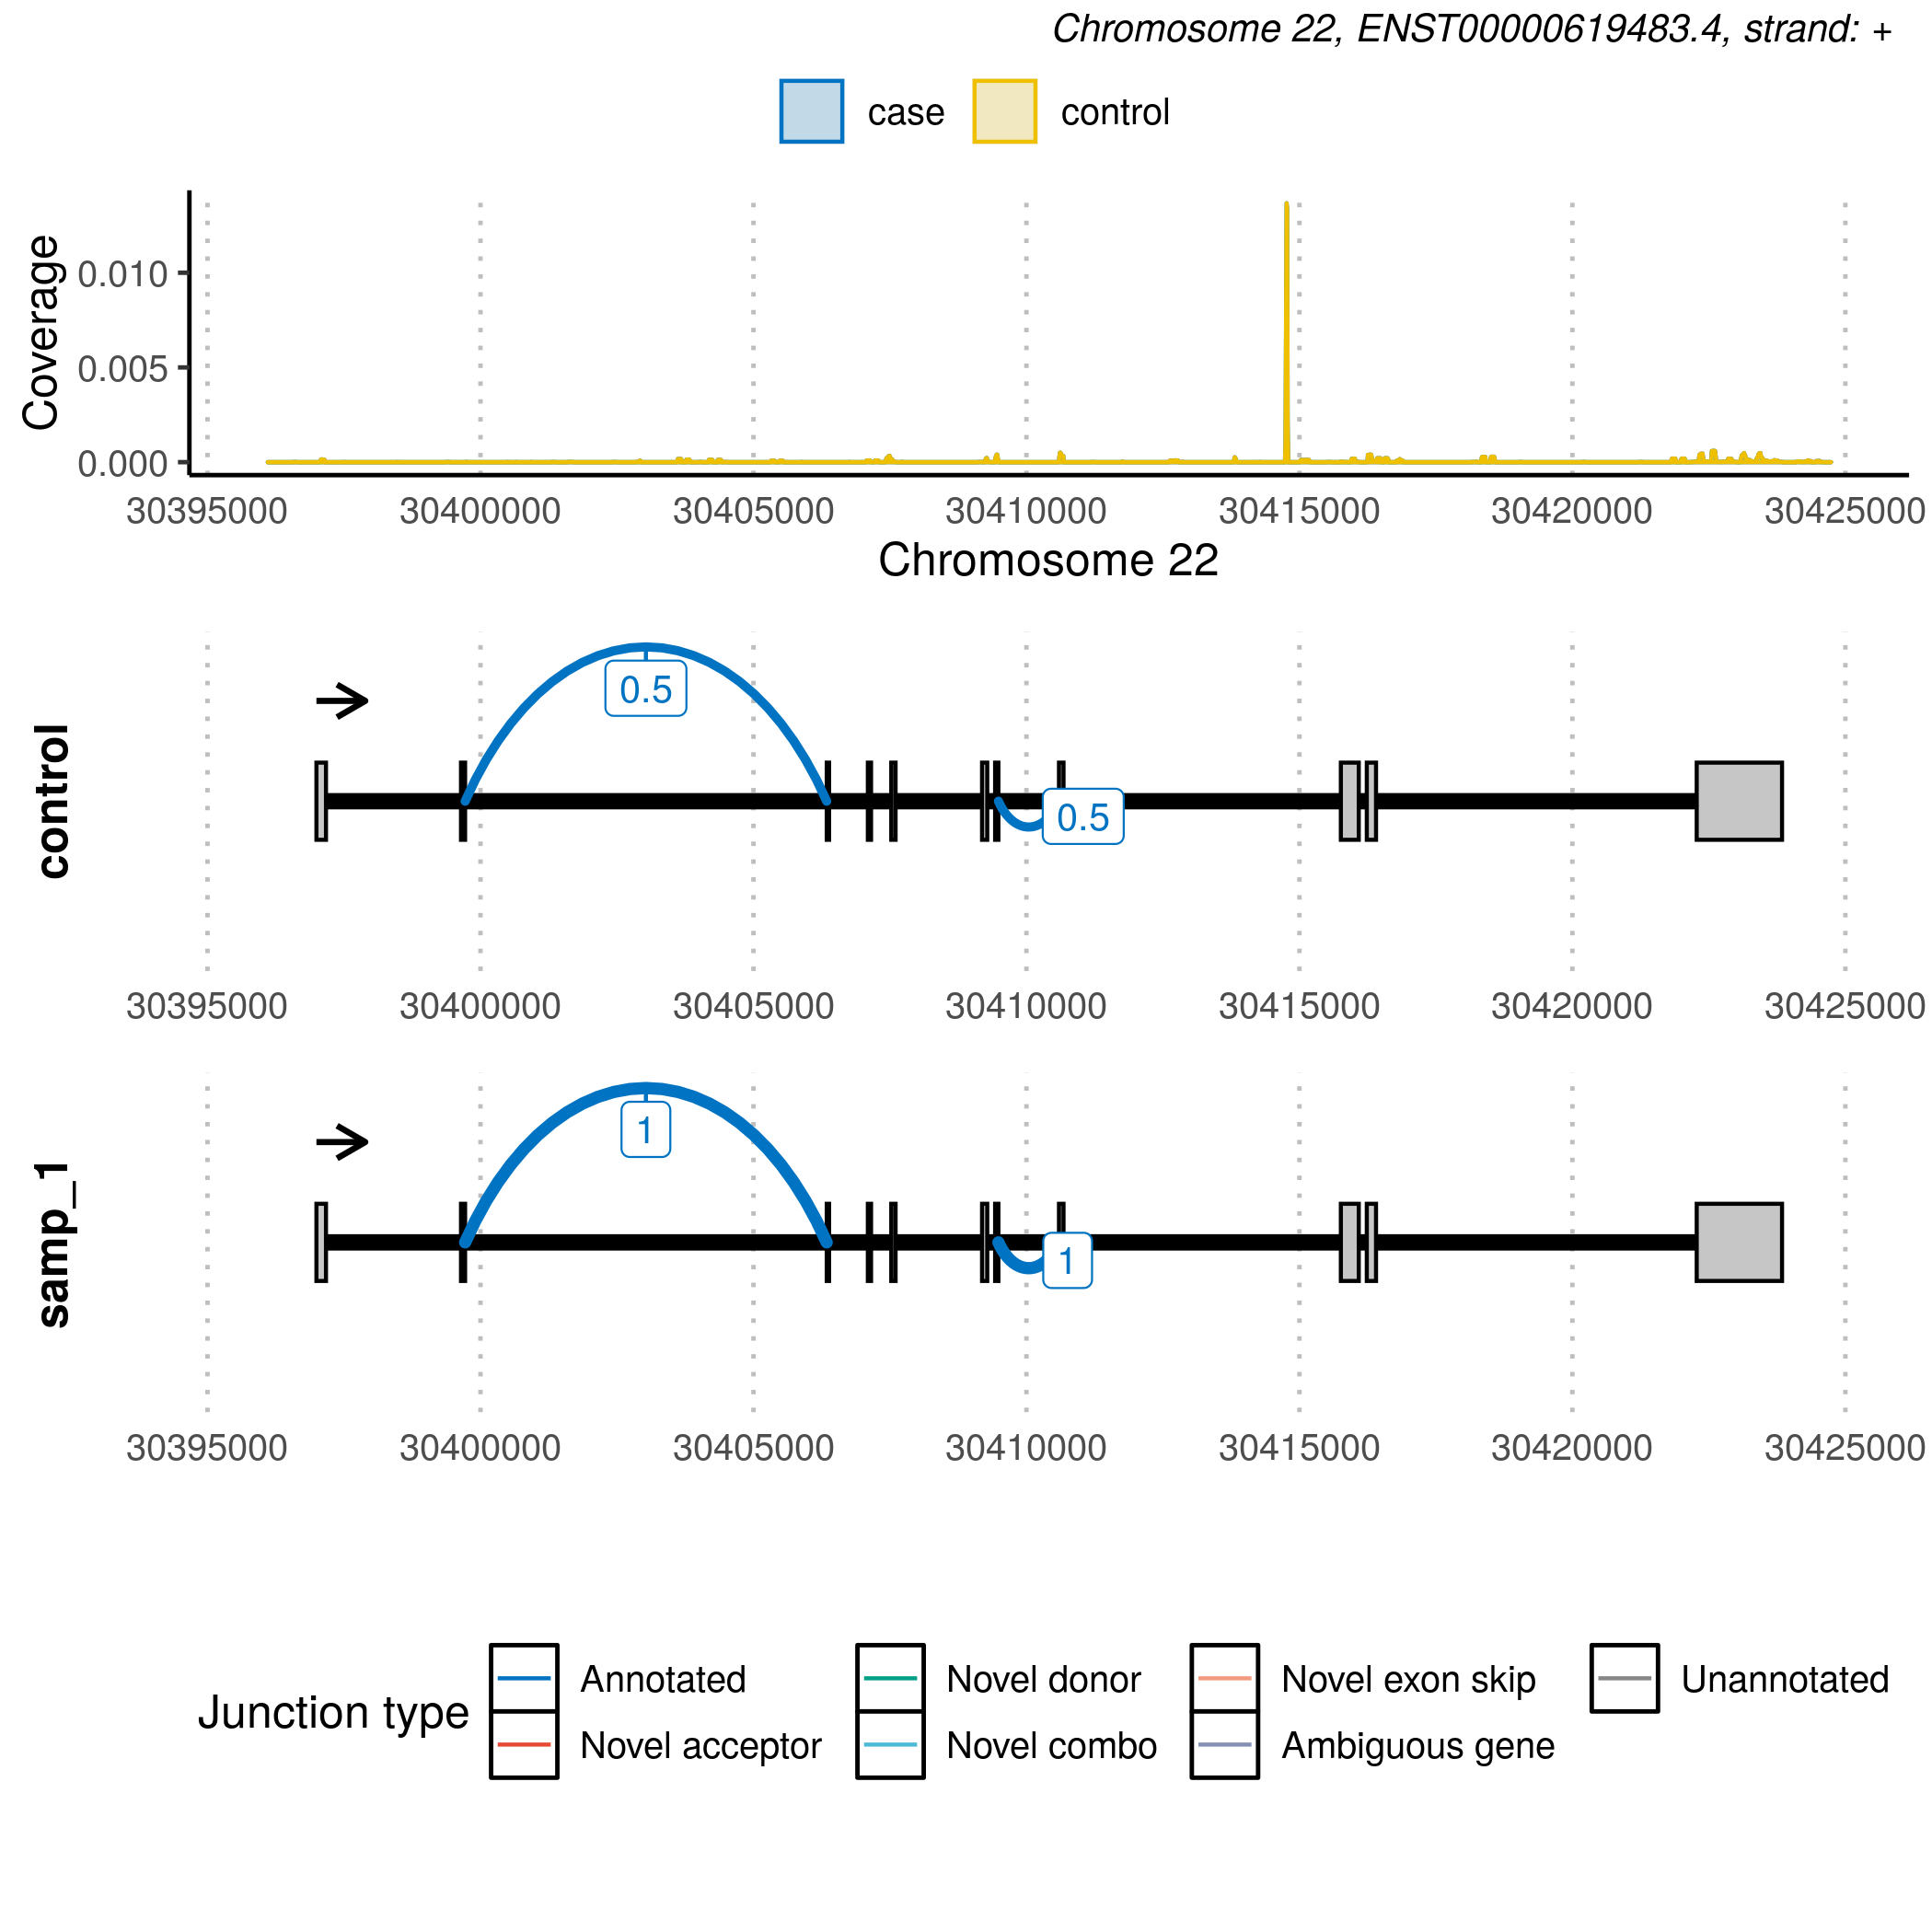 Chromosome 22, ENST00000619483.4, strand: +
case control
Coverage
0.010
0.005
0.000
30395000 30400000 30405000 30410000 30415000 30420000 30425000
Chromosome 22
control
0.5
0.5
30395000 30400000 30405000 30410000 30415000 30420000 30425000
samp_1
1
1
30395000 30400000 30405000 30410000 30415000 30420000 30425000
Junction type
Annotated Novel donor Novel exon skip Unannotated
Novel acceptor Novel combo Ambiguous gene